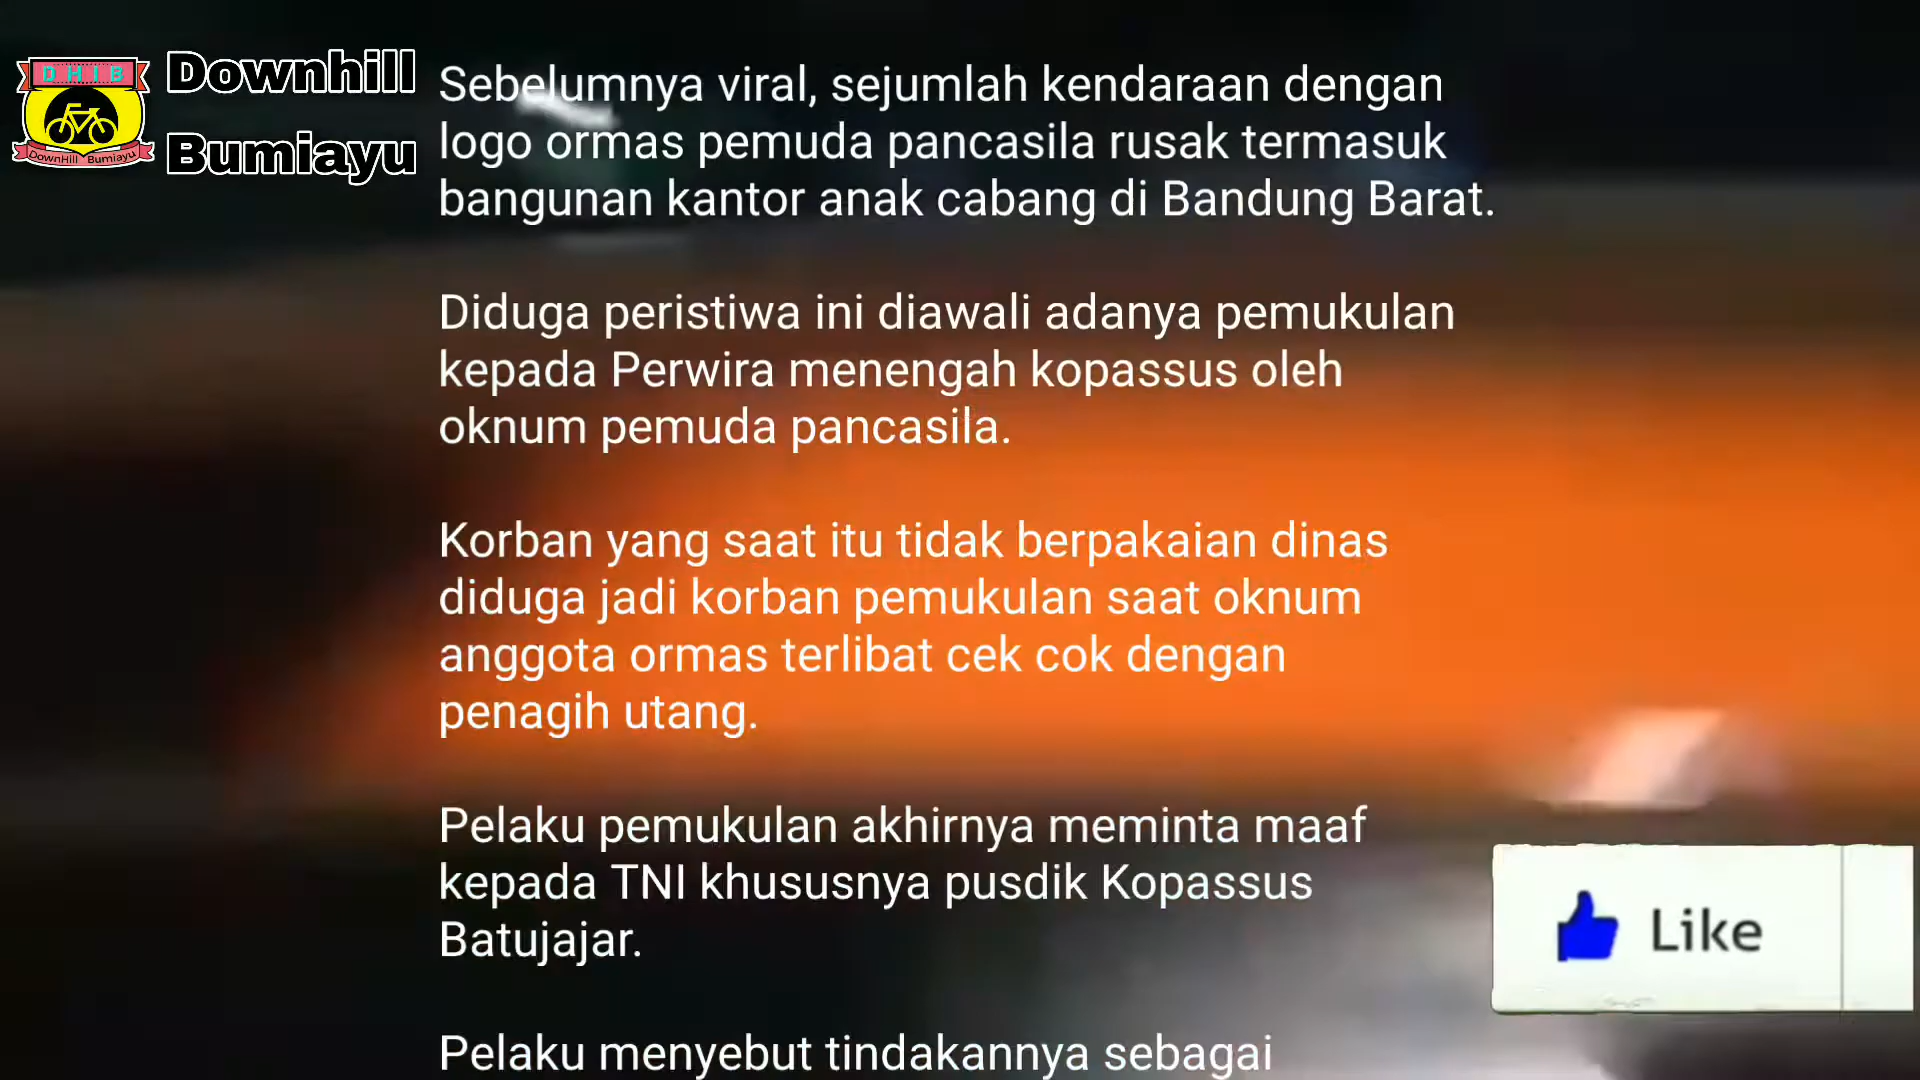 DHIB
DownHill Bumiayu
Downhill
Bumiayu
Sebelumnya viral, sejumlah kendaraan dengan
logo ormas pemuda pancasila rusak termasuk
bangunan kantor anak cabang di Bandung Barat.
Diduga peristiwa ini diawali adanya pemukulan
kepada Perwira menengah kopassus oleh
oknum pemuda pancasila.
Korban yang saat itu tidak berpakaian dinas
diduga jadi korban pemukulan saat oknum
anggota ormas terlibat cek cok dengan
penagih utang.
Pelaku pemukulan akhirnya meminta maaf
kepada TNI khususnya pusdik Kopassus
Batujajar.
Pelaku menyebut tindakannya sebagai
Like